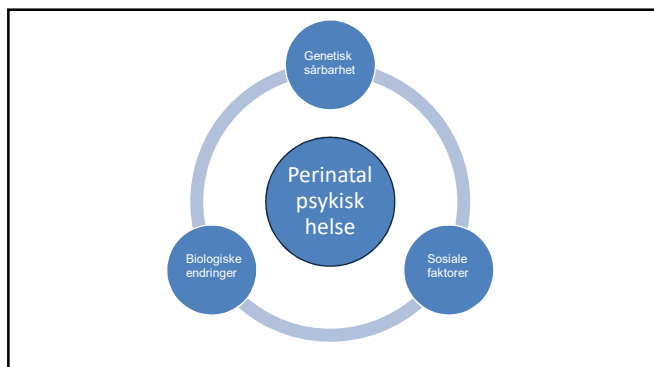 Genetisk
sårbarhet
Perinatal
psykisk
helse
Biologiske
endringer
Sosiale
faktorer